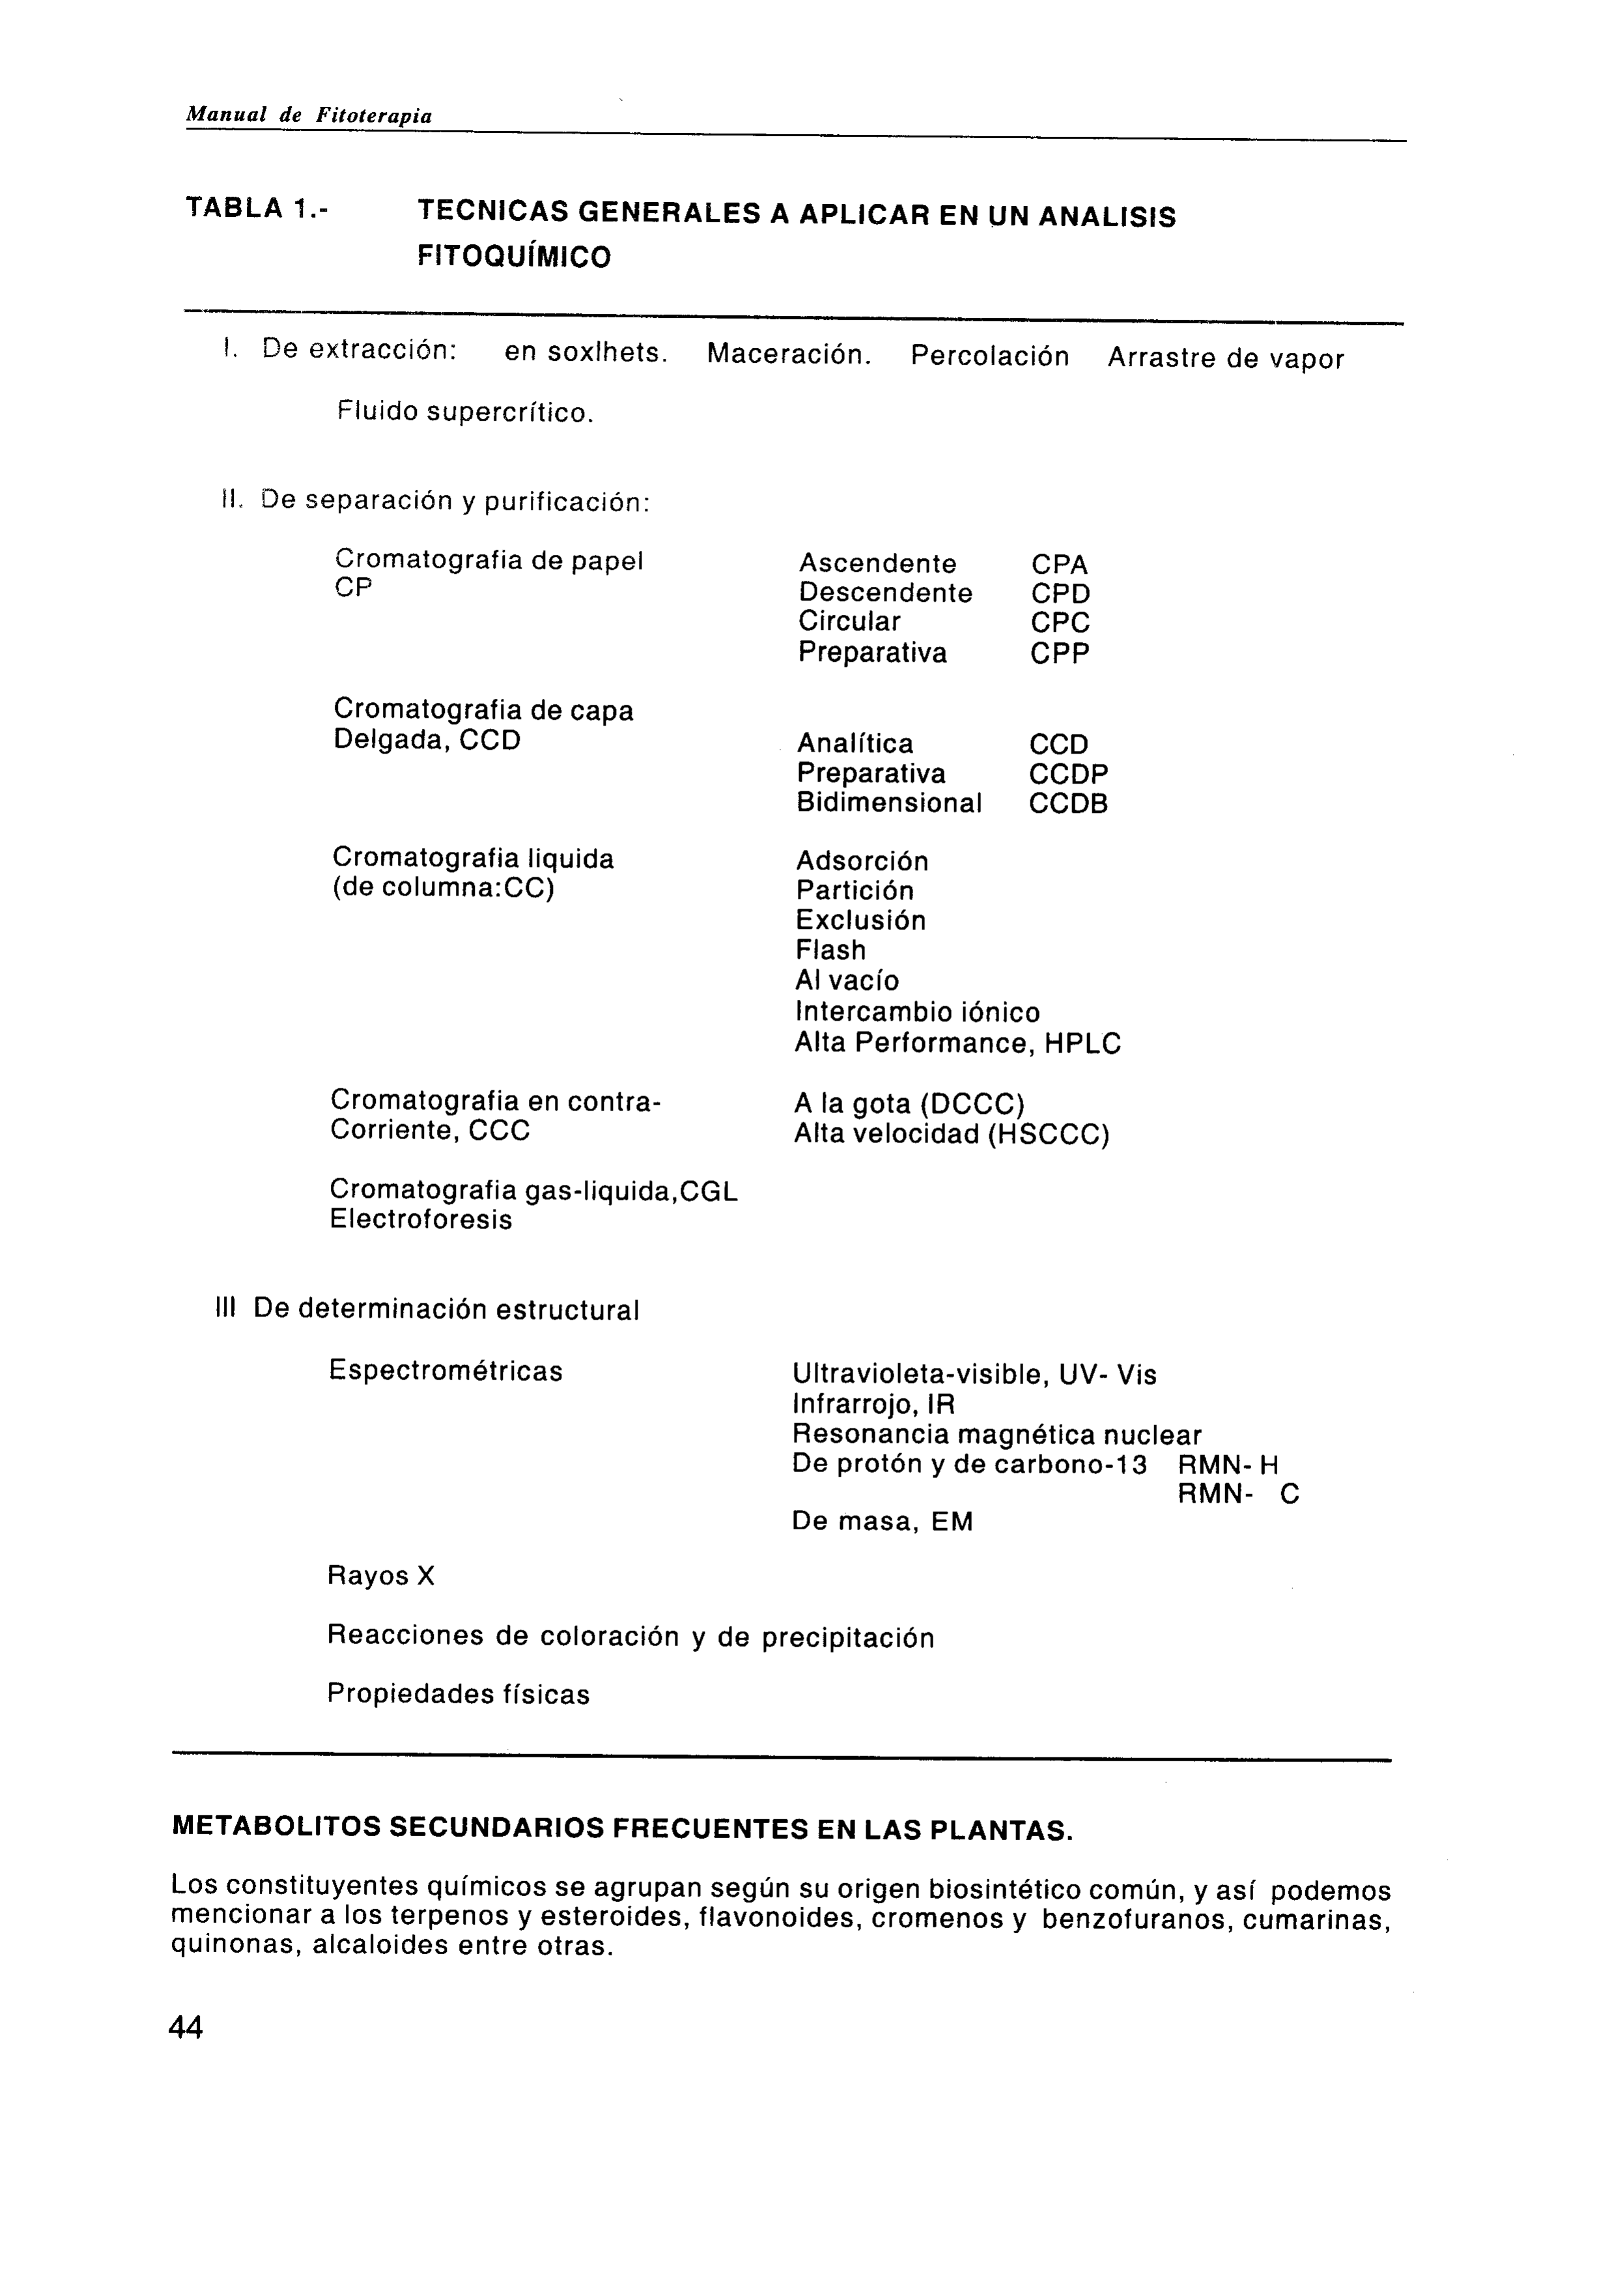 Manual de Fitoterapia
TABLA 1.- TECNICAS GENERALES A APLICAR EN UN ANALISIS
FITOQUÍMICO
I. De extracción: en soxlhets. Maceración. Percolación Arrastre de vapor
Fluido supercrítico.
II. De separación y purificación:
Cromatografia de papel Ascendente CPA
CP Descendente CPD
Circular CPC
Preparativa CPP
Cromatografia de capa
Delgada, CCD Analítica CCD
Preparativa CCDP
Bidimensional CCDB
Cromatografia liquida Adsorción
(de columna:CC) Partición
Exclusión
Flash
Al vacío
Intercambio iónico
Alta Performance, HPLC
Cromatografia en contra- A la gota (DCCC)
Corriente, CCC Alta velocidad (HSCCC)
Cromatografia gas-liquida,CGL
Electroforesis
III De determinación estructural
Espectrométricas Ultravioleta-visible, UV- Vis
Infrarrojo, IR
Resonancia magnética nuclear
De protón y de carbono-13 RMN- H
RMN- C
De masa, EM
Rayos X
Reacciones de coloración y de precipitación
Propiedades físicas
METABOLITOS SECUNDARIOS FRECUENTES EN LAS PLANTAS.
Los constituyentes químicos se agrupan según su origen biosintético común, y así podemos
mencionar a los terpenos y esteroides, flavonoides, cromenos y benzofuranos, cumarinas,
quinonas, alcaloides entre otras.
44